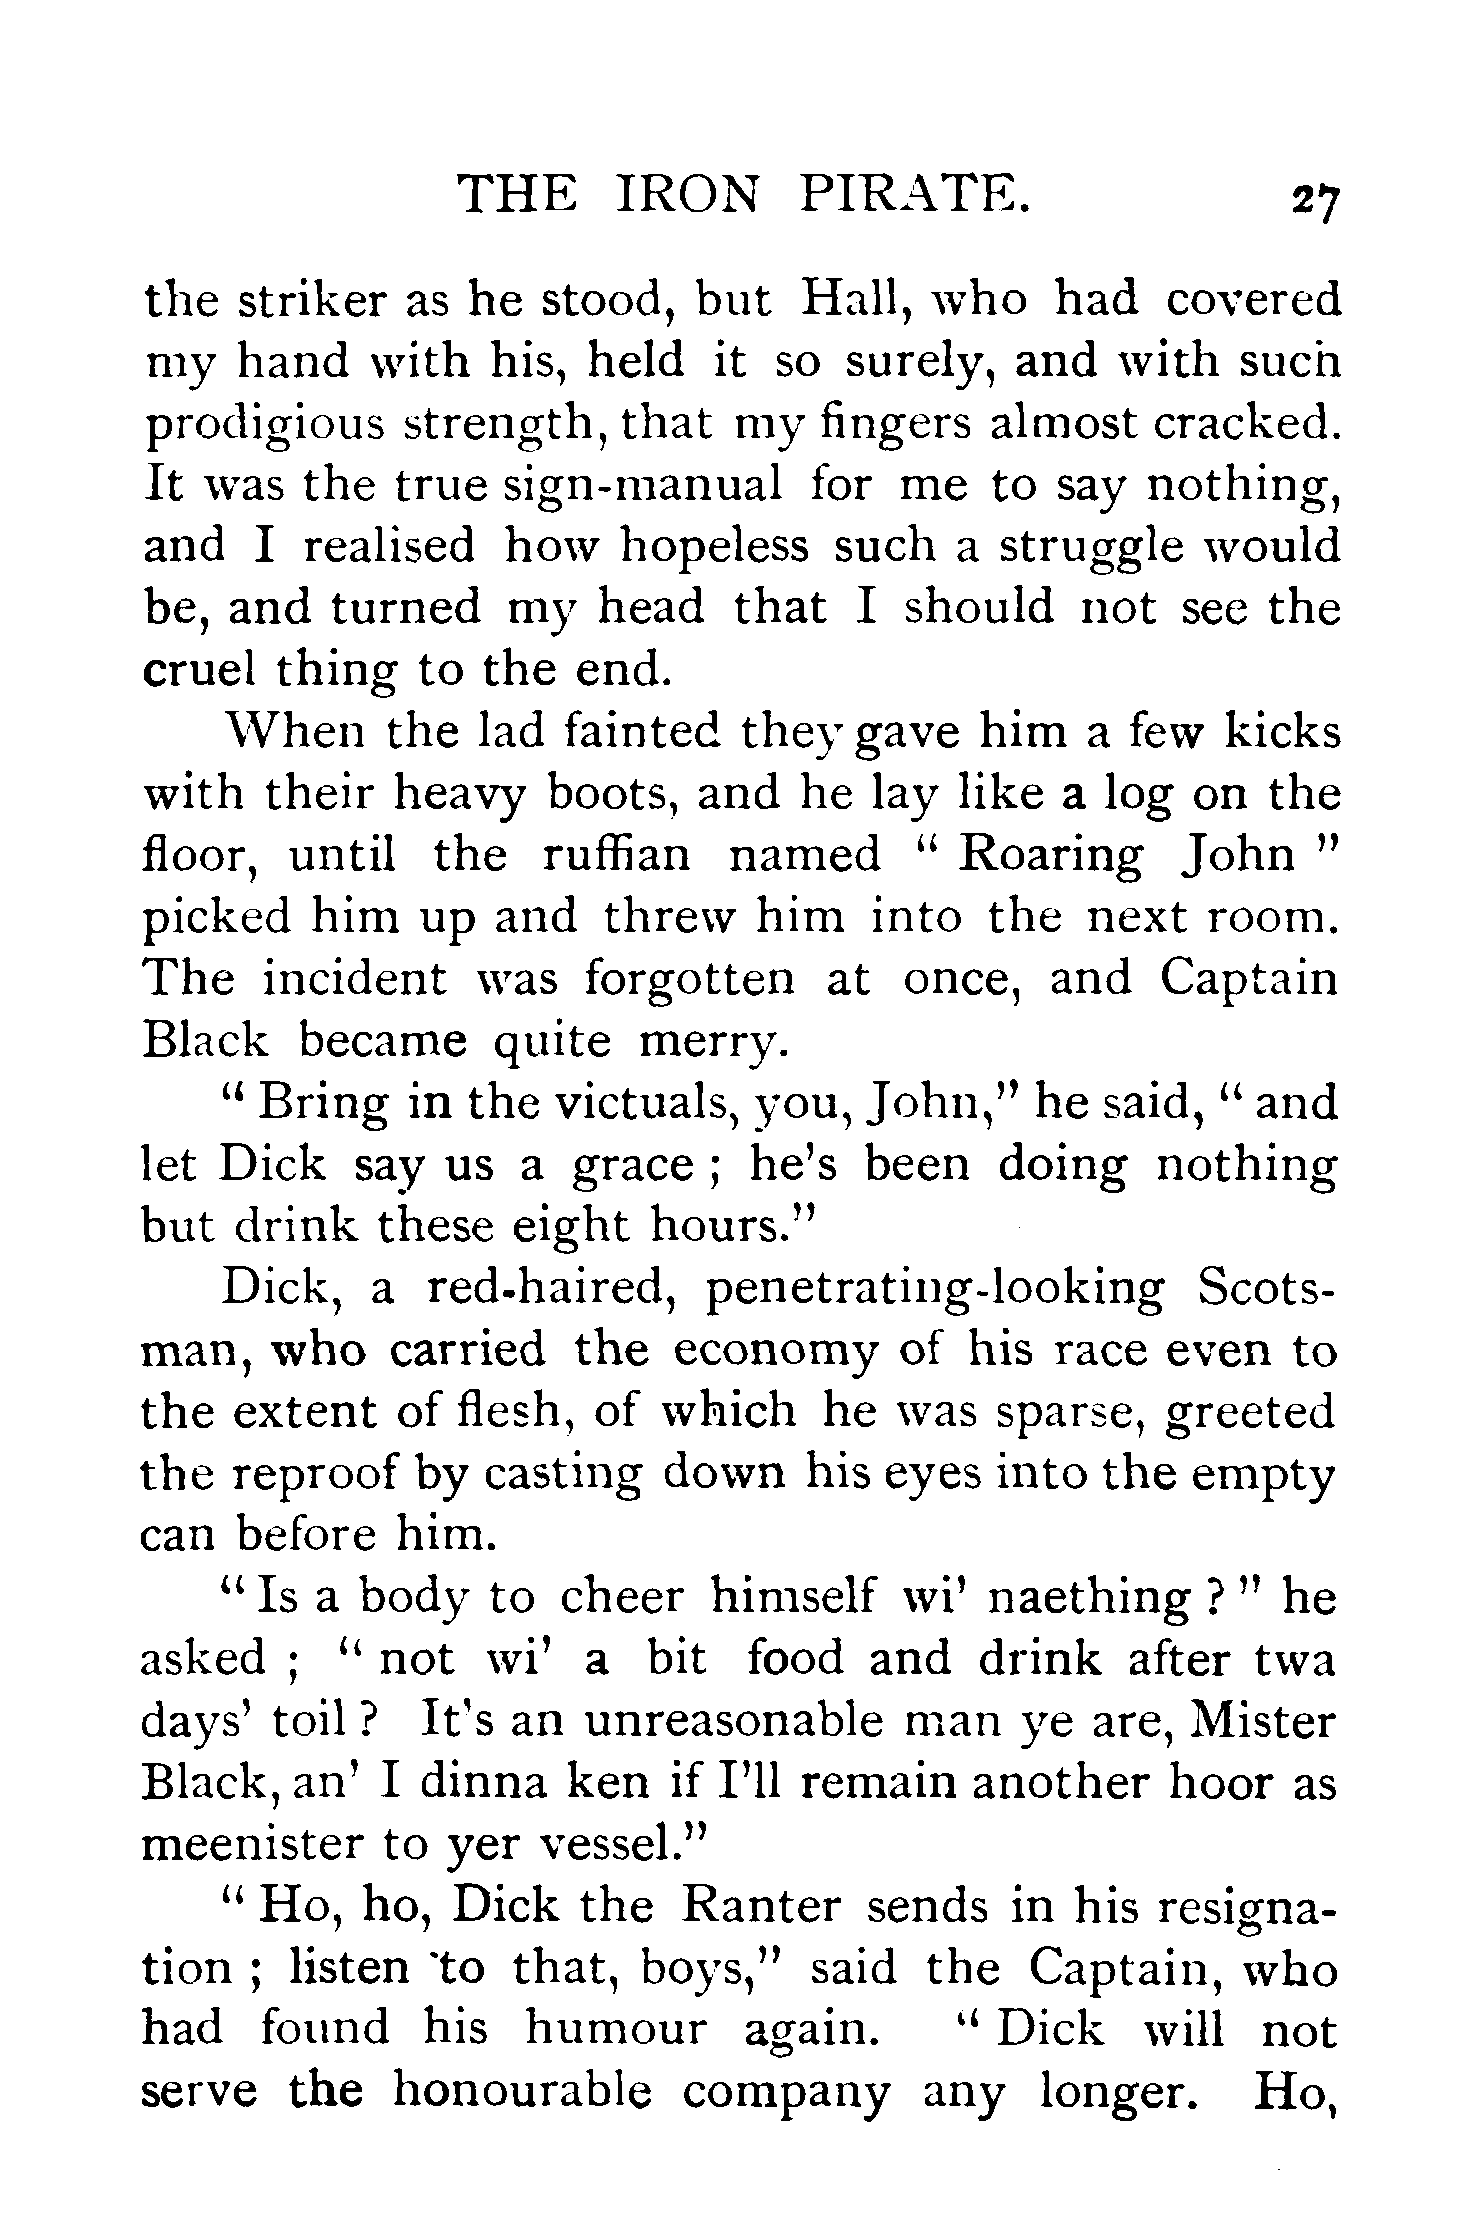 THE IRON PIRATE. 27
the striker as he stood, but Hall, who had covered
my hand with his, held it so surely, and with such
prodigious strength, that my fingers almost cracked.
It was the true sign-manual for me to say nothing,
and I realised how hopeless such a struggle would
be, and turned my head that I should not see the
cruel thing to the end.
When the lad fainted they gave him a few kicks
with their heavy boots, and he lay like a log on the
floor, until the ruffian named “ Roaring John ”
picked him up and threw him into the next room.
The incident was forgotten at once, and Captain
Black became quite merry.
“ Bring in the victuals, you, John,” he said, “ and
let Dick say us a grace ; he’s been doing nothing
but drink these eight hours.”
Dick, a red-haired, penetrating-looking Scots-
man, who carried the economy of his race even to
the extent of flesh, of which he was sparse, greeted
the reproof by casting down his eyes into the empty
can before him.
“ Is a body to cheer himself wi’ naething ? ” he
asked ; “ not wi’ a bit food and drink after twa
days’ toil ? It’s an unreasonable man ye are, Mister
Black, an’ I dinna ken if I’ll remain another hoor as
meenister to yer vessel.”
“ Ho, ho, Dick the Ranter sends in his resigna-
tion ; listen to that, boys,” said the Captain, who
had found his humour again. “ Dick will not
serve the honourable company any longer. Ho,